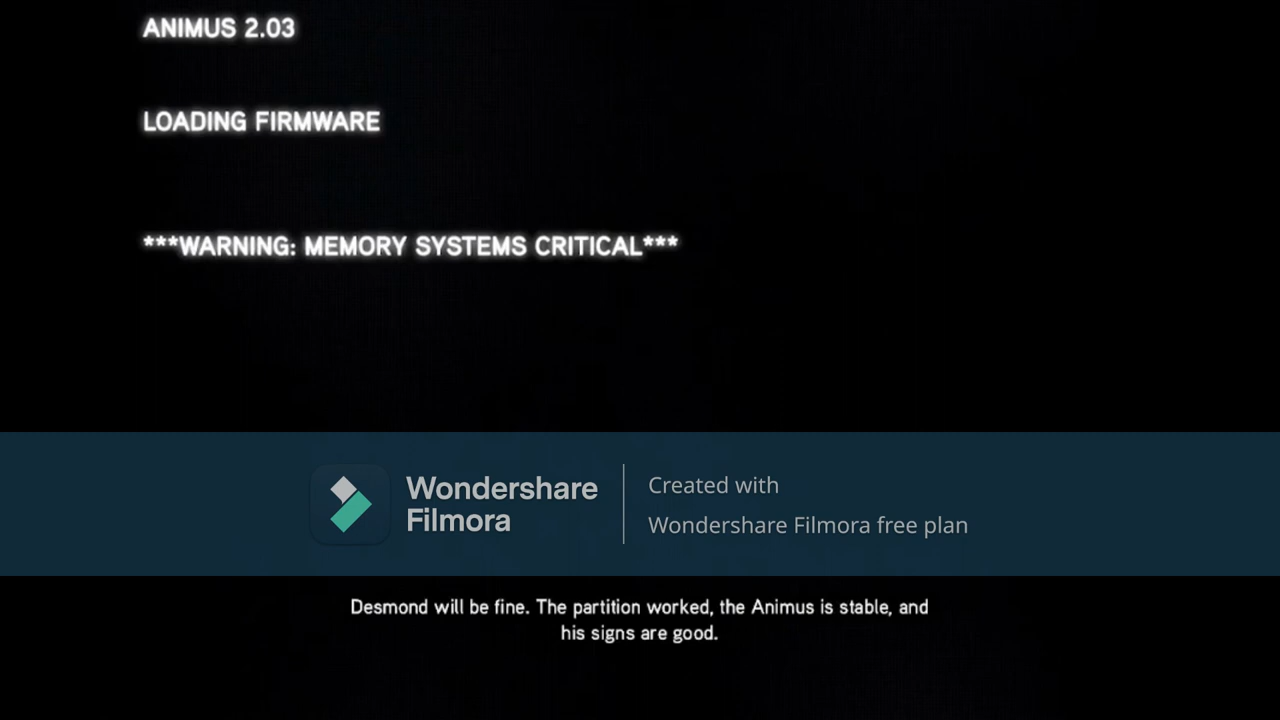 ANIMUS 2.03
LOADING FIRMWARE
***WARNING: MEMORY SYSTEMS CRITICAL***
Wondershare
Filmora
Created with
Wondershare Filmora free plan
Desmond will be fine. The partition worked, the Animus is stable, and
his signs are good.